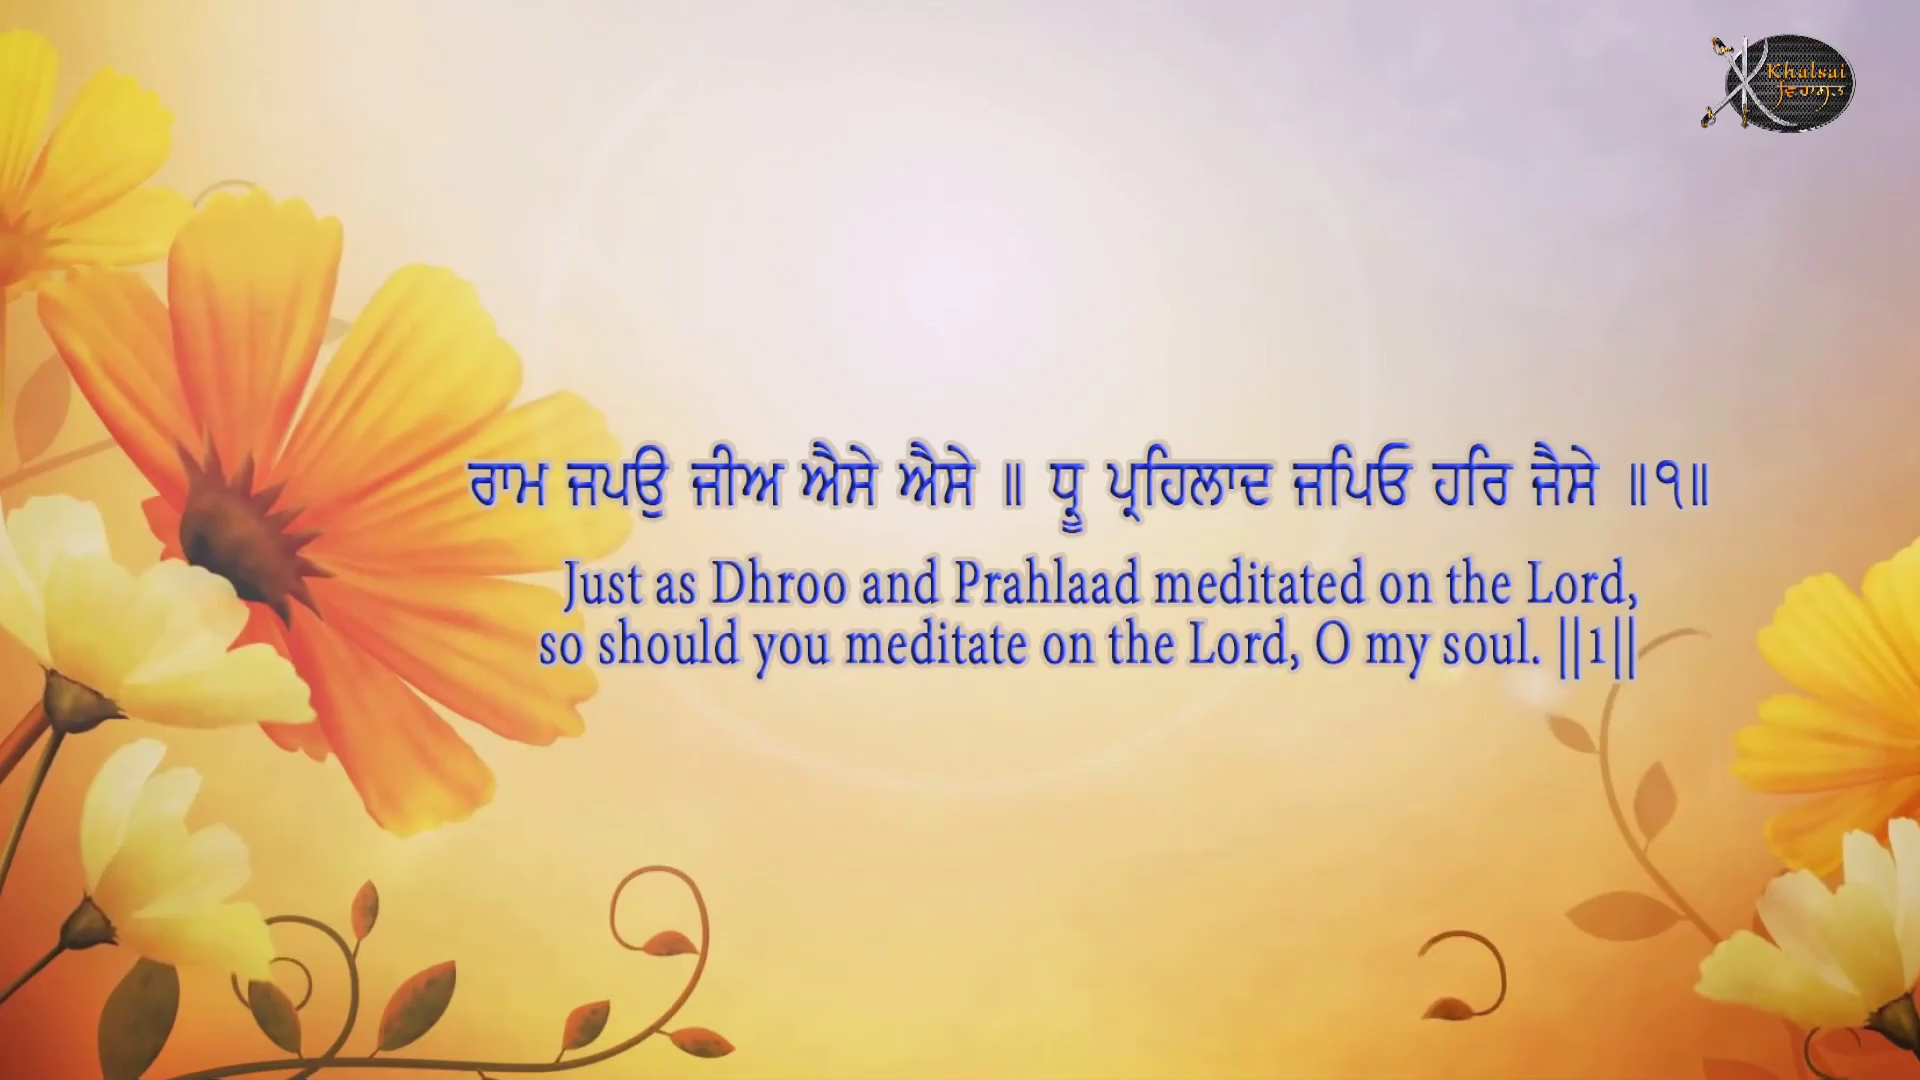 Khalsai
ਵਿਰਾਸਤ
ਰਾਮ ਜਪਉ ਜੀਅ ਐਸੇ ਐਸੇ ॥ ਧ੍ਰੂ ਪ੍ਰਹਿਲਾਦ ਜਪਿਓ ਹਰਿ ਜੈਸੇ ॥੧॥
Just as Dhroo and Prahlaad meditated on the Lord,
so should you meditate on the Lord, O my soul. ||1||